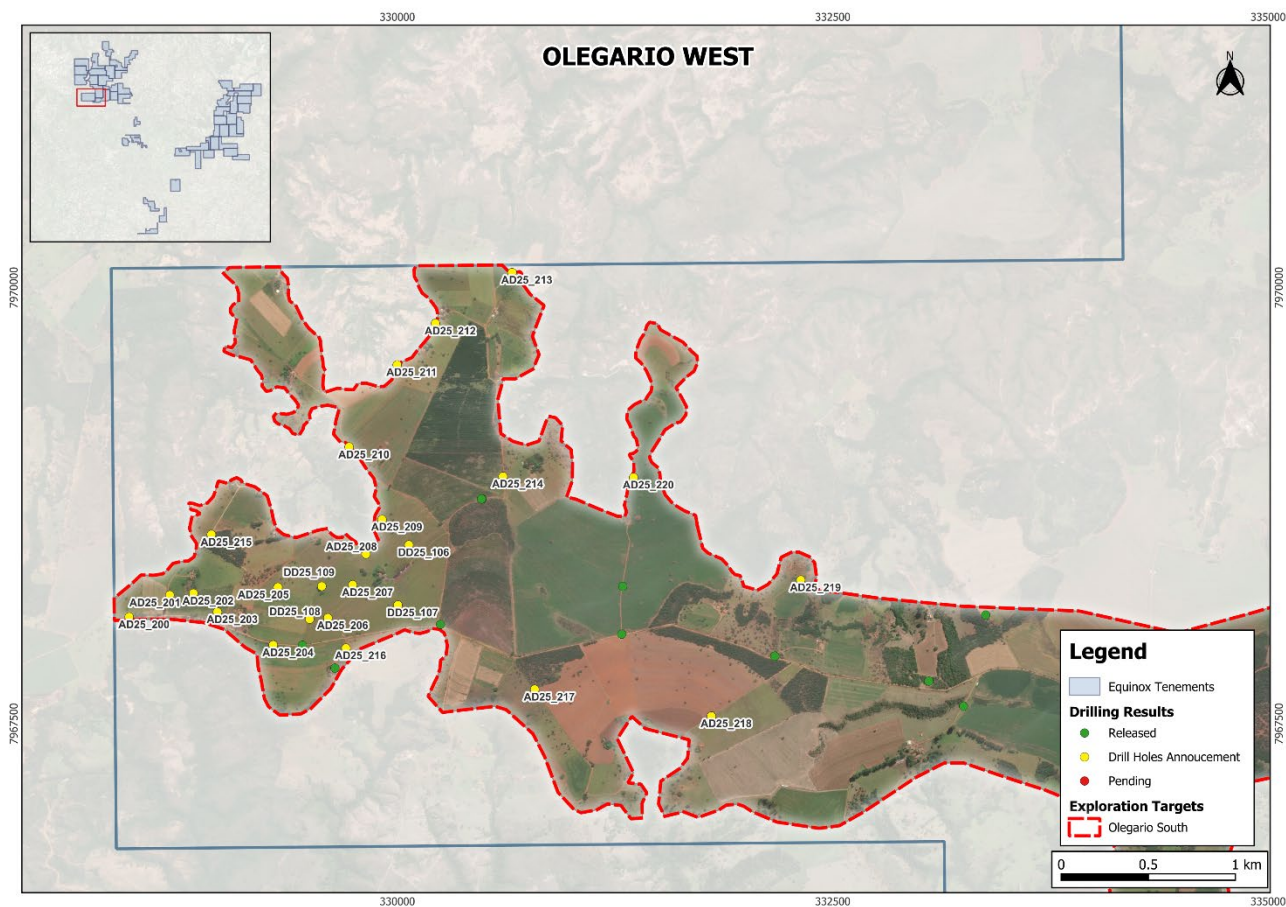 330000
332500
335000
OLEGARIO WEST
N
7970000
7970000
AD25_213
AD25_212
AD25_211
AD25_210
AD25_214
AD25_220
AD25_209
AD25_215
AD25_208
DD25_106
DD25_109
AD25_219
AD25_201
AD25_202
AD25_205
AD25_207
AD25_200
AD25_203
DD25_108
AD25_206
DD25_107
AD25_204
AD25_216
AD25_217
AD25_218
7967500
7967500
Legend
Equinox Tenements
Drilling Results
Released
Drill Holes Annoucement
Pending
Exploration Targets
Olegario South
0 0.5 1 km
330000
332500
335000